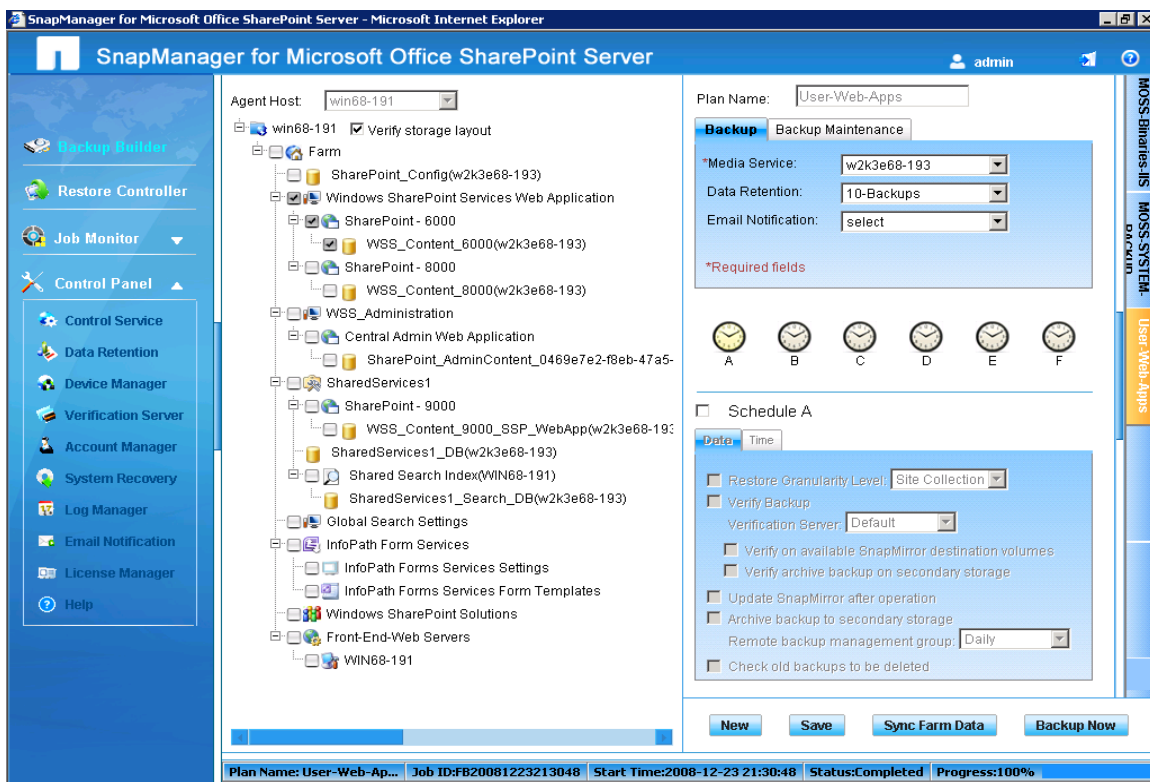 SnapManager for Microsoft Office SharePoint Server - Microsoft Internet Explorer
SnapManager for Microsoft Office SharePoint Server
admin
Backup Builder
Restore Controller
Job Monitor
Control Panel
Control Service
Data Retention
Device Manager
Verification Server
Account Manager
System Recovery
Log Manager
Email Notification
License Manager
Help
Agent Host: win68-191
win68-191 Verify storage layout
Farm
SharePoint_Config(w2k3e68-193)
Windows SharePoint Services Web Application
SharePoint - 6000
WSS_Content_6000(w2k3e68-193)
SharePoint - 8000
WSS_Content_8000(w2k3e68-193)
WSS_Administration
Central Admin Web Application
SharePoint_AdminContent_0469e7e2-f8eb-47a5-
SharedServices1
SharePoint - 9000
WSS_Content_9000_SSP_WebApp(w2k3e68-193
SharedServices1_DB(w2k3e68-193)
Shared Search Index(WIN68-191)
SharedServices1_Search_DB(w2k3e68-193)
Global Search Settings
InfoPath Form Services
InfoPath Forms Services Settings
InfoPath Forms Services Form Templates
Windows SharePoint Solutions
Front-End-Web Servers
WIN68-191
Plan Name: User-Web-Apps
Backup Backup Maintenance
*Media Service: w2k3e68-193
Data Retention: 10-Backups
Email Notification: select
*Required fields
A B C D E F
Schedule A
Data Time
Restore Granularity Level: Site Collection
Verify Backup
Verification Server: Default
Verify on available SnapMirror destination volumes
Verify archive backup on secondary storage
Update SnapMirror after operation
Archive backup to secondary storage
Remote backup management group: Daily
Check old backups to be deleted
New Save Sync Farm Data Backup Now
MOSS-Binaries-IIS
MOSS-SYSTEM-
BACKUP
User-Web-Apps
Plan Name: User-Web-Ap... Job ID:FB20081223213048 Start Time:2008-12-23 21:30:48 Status:Completed Progress:100%